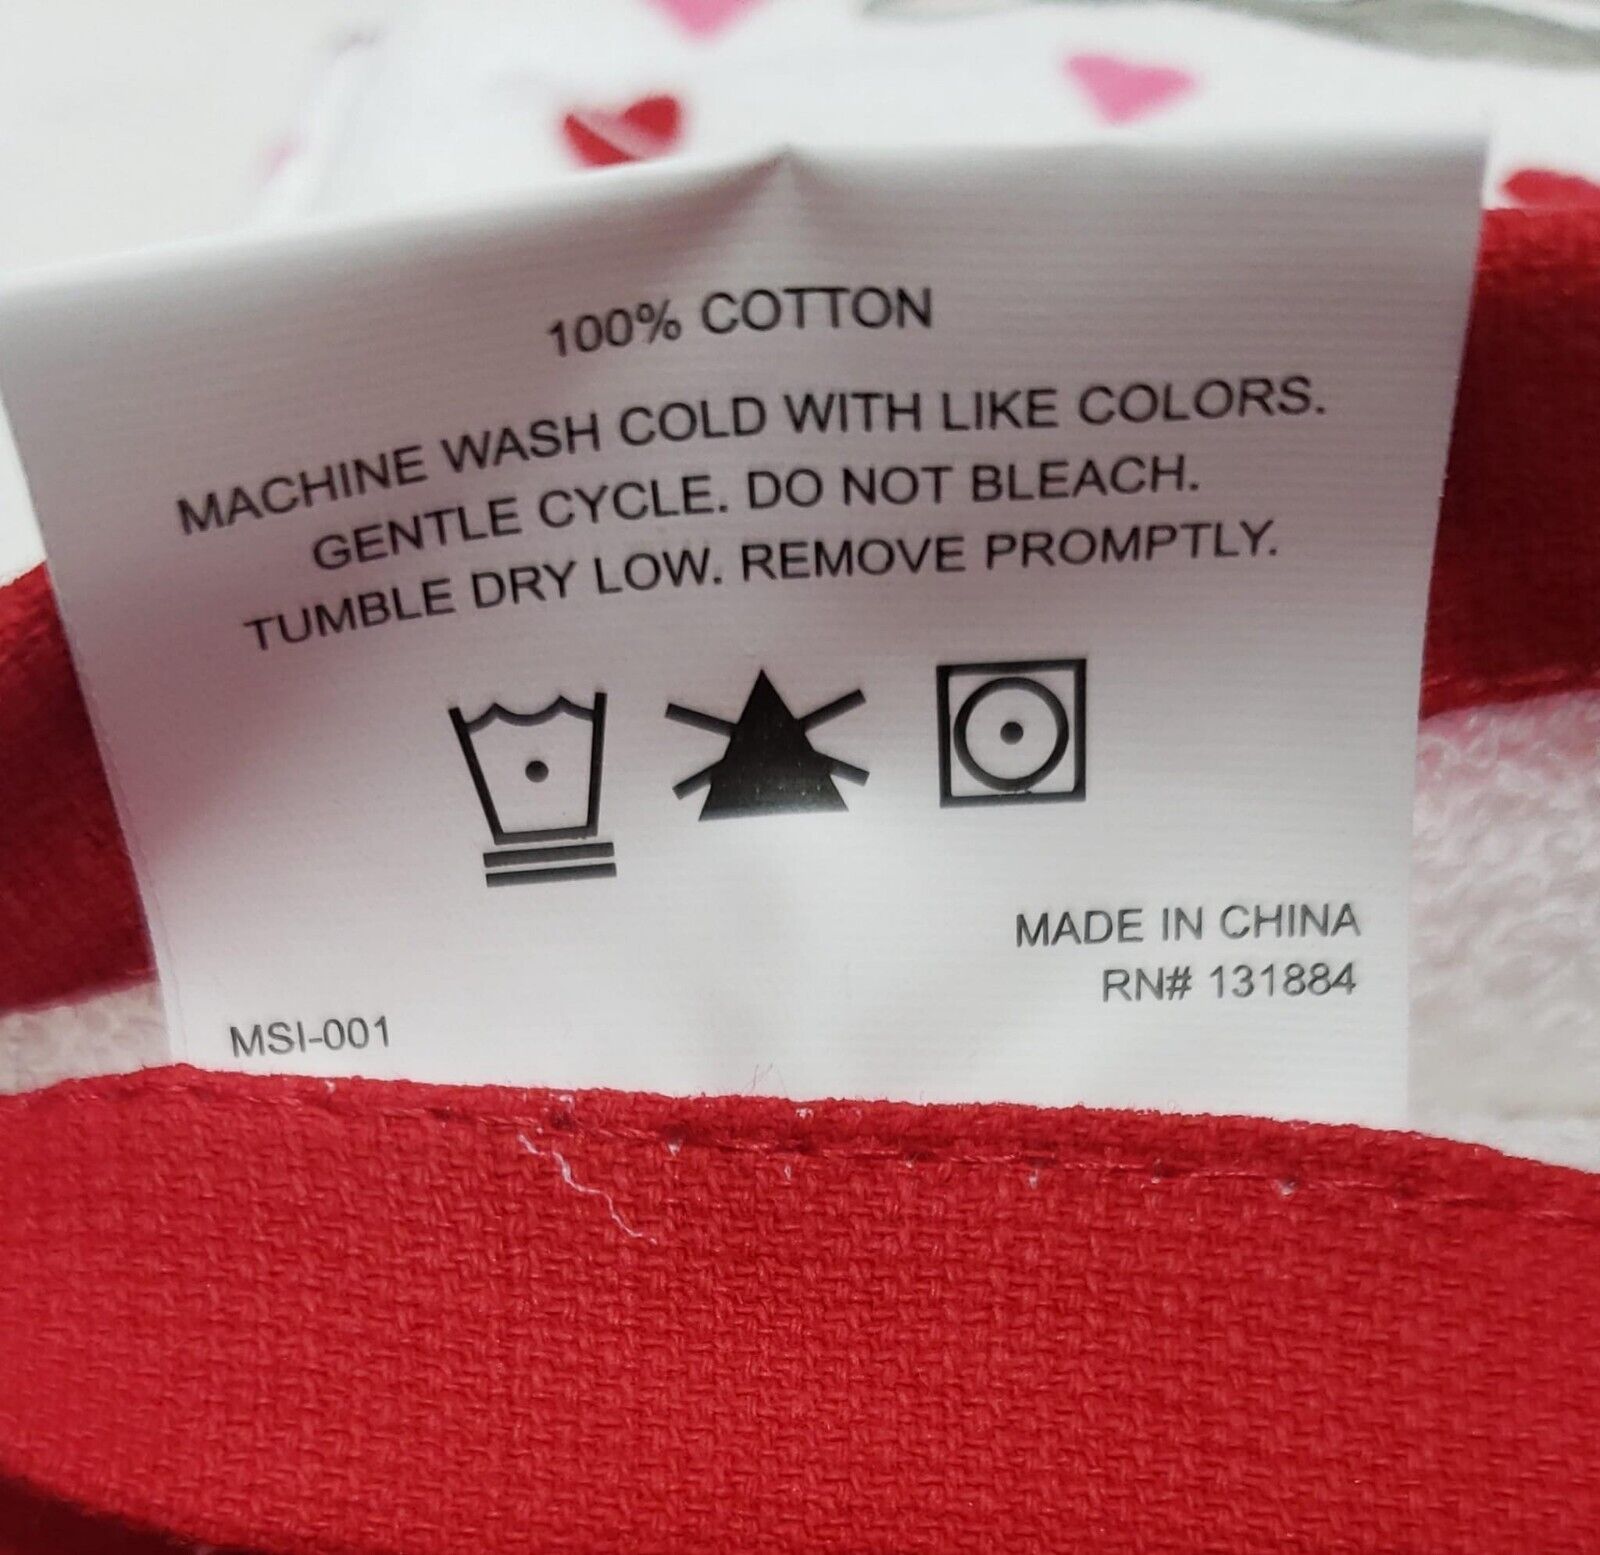 100% COTTON
MACHINE WASH COLD WITH LIKE COLORS.
GENTLE CYCLE. DO NOT BLEACH.
TUMBLE DRY LOW. REMOVE PROMPTLY.
MADE IN CHINA
RN# 131884
MSI-001